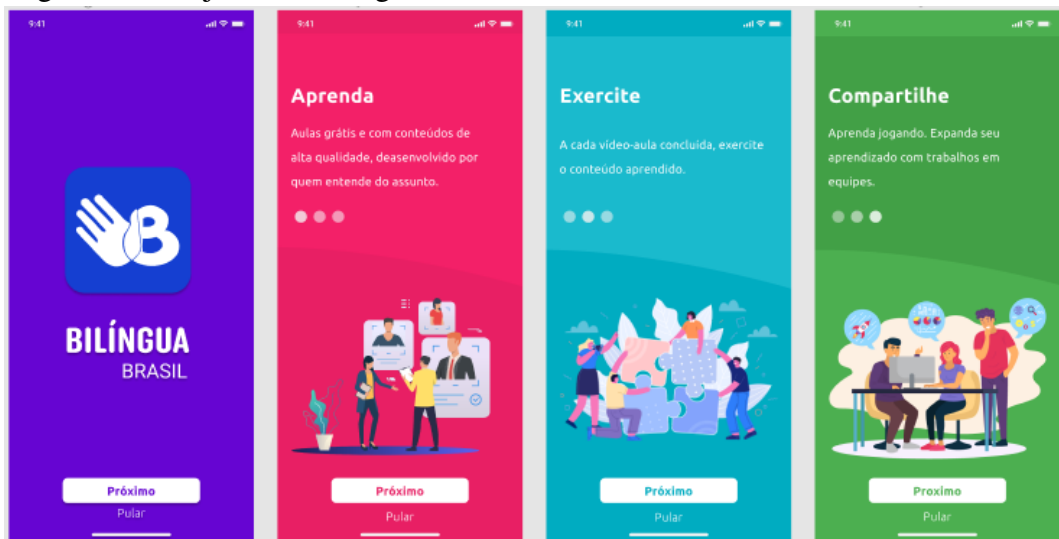 9:41
BILÍNGUA
BRASIL
Próximo
Pular
9:41
Aprenda
Aulas grátis e com conteúdos de
alta qualidade, deasenvolvido por
quem entende do assunto.
Próximo
Pular
9:41
Exercite
A cada vídeo-aula concluída, exercite
o conteúdo aprendido.
Próximo
Pular
9:41
Compartilhe
Aprenda jogando. Expanda seu
aprendizado com trabalhos em
equipes.
Proximo
Pular